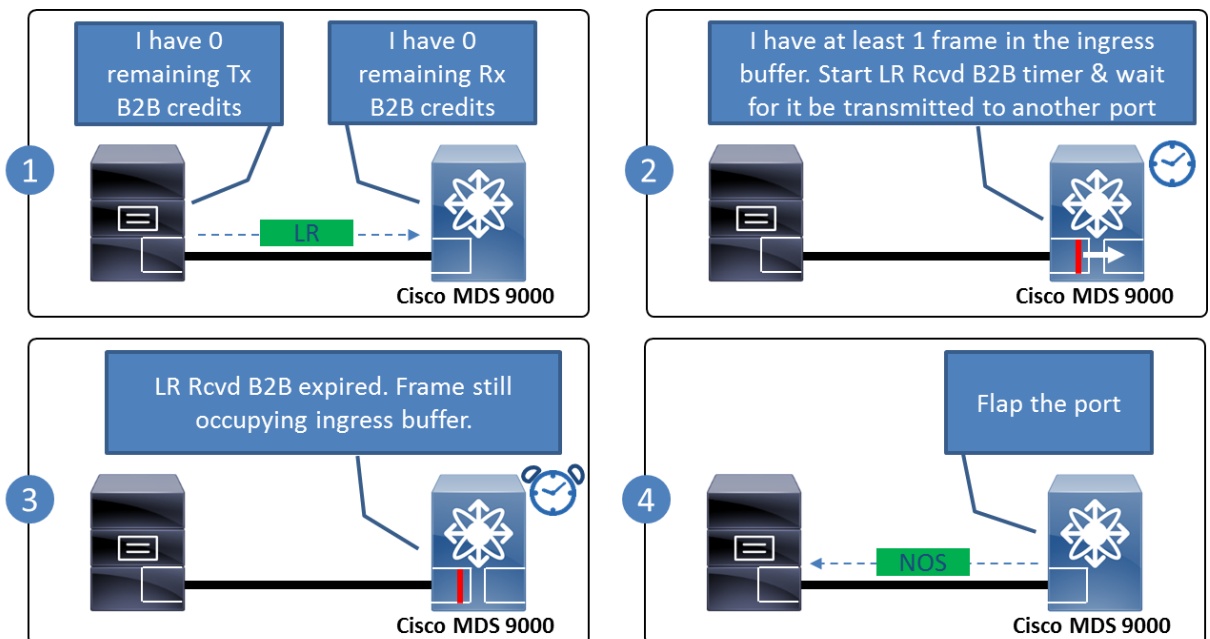 I have 0
remaining Tx
B2B credits
I have 0
remaining Rx
B2B credits
1
LR
Cisco MDS 9000
I have at least 1 frame in the ingress
buffer. Start LR Rcvd B2B timer & wait
for it be transmitted to another port
2
Cisco MDS 9000
LR Rcvd B2B expired. Frame still
occupying ingress buffer.
3
Cisco MDS 9000
Flap the port
4
NOS
Cisco MDS 9000